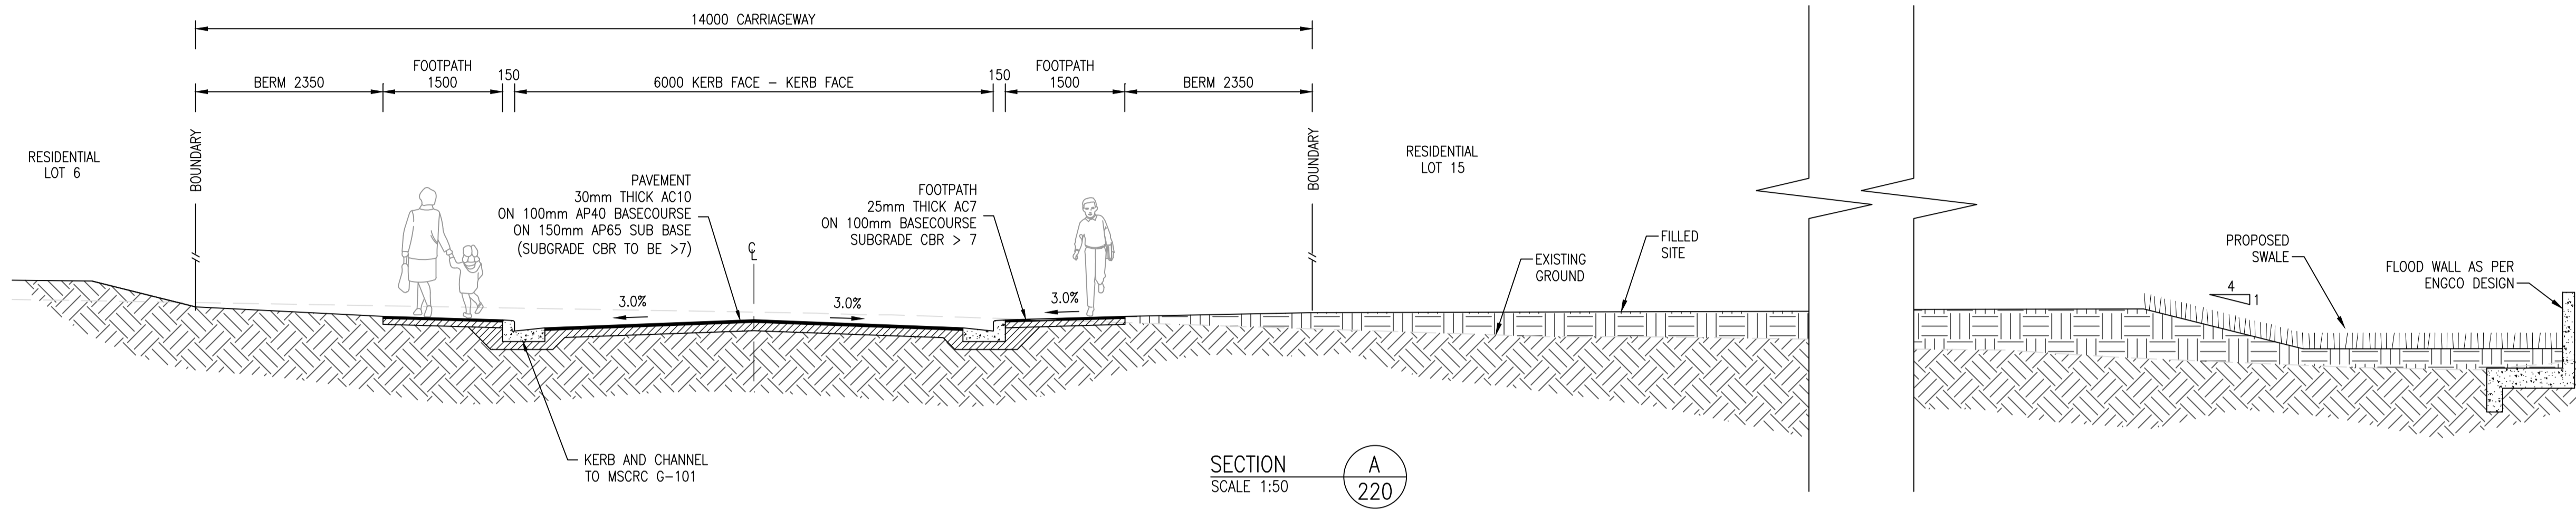 14000 CARRIAGEWAY
BERM 2350
FOOTPATH
1500
150
6000 KERB FACE - KERB FACE
150
FOOTPATH
1500
BERM 2350
RESIDENTIAL
LOT 6
BOUNDARY
PAVEMENT
30mm THICK AC10
ON 100mm AP40 BASECOURSE
ON 150mm AP65 SUB BASE
(SUBGRADE CBR TO BE >7)
FOOTPATH
25mm THICK AC7
ON 100mm BASECOURSE
SUBGRADE CBR > 7
CL
BOUNDARY
RESIDENTIAL
LOT 15
3.0%
3.0%
3.0%
EXISTING
GROUND
FILLED
SITE
PROPOSED
SWALE
4
1
FLOOD WALL AS PER
ENGCO DESIGN
KERB AND CHANNEL
TO MSCRC G-101
SECTION
SCALE 1:50
A
220